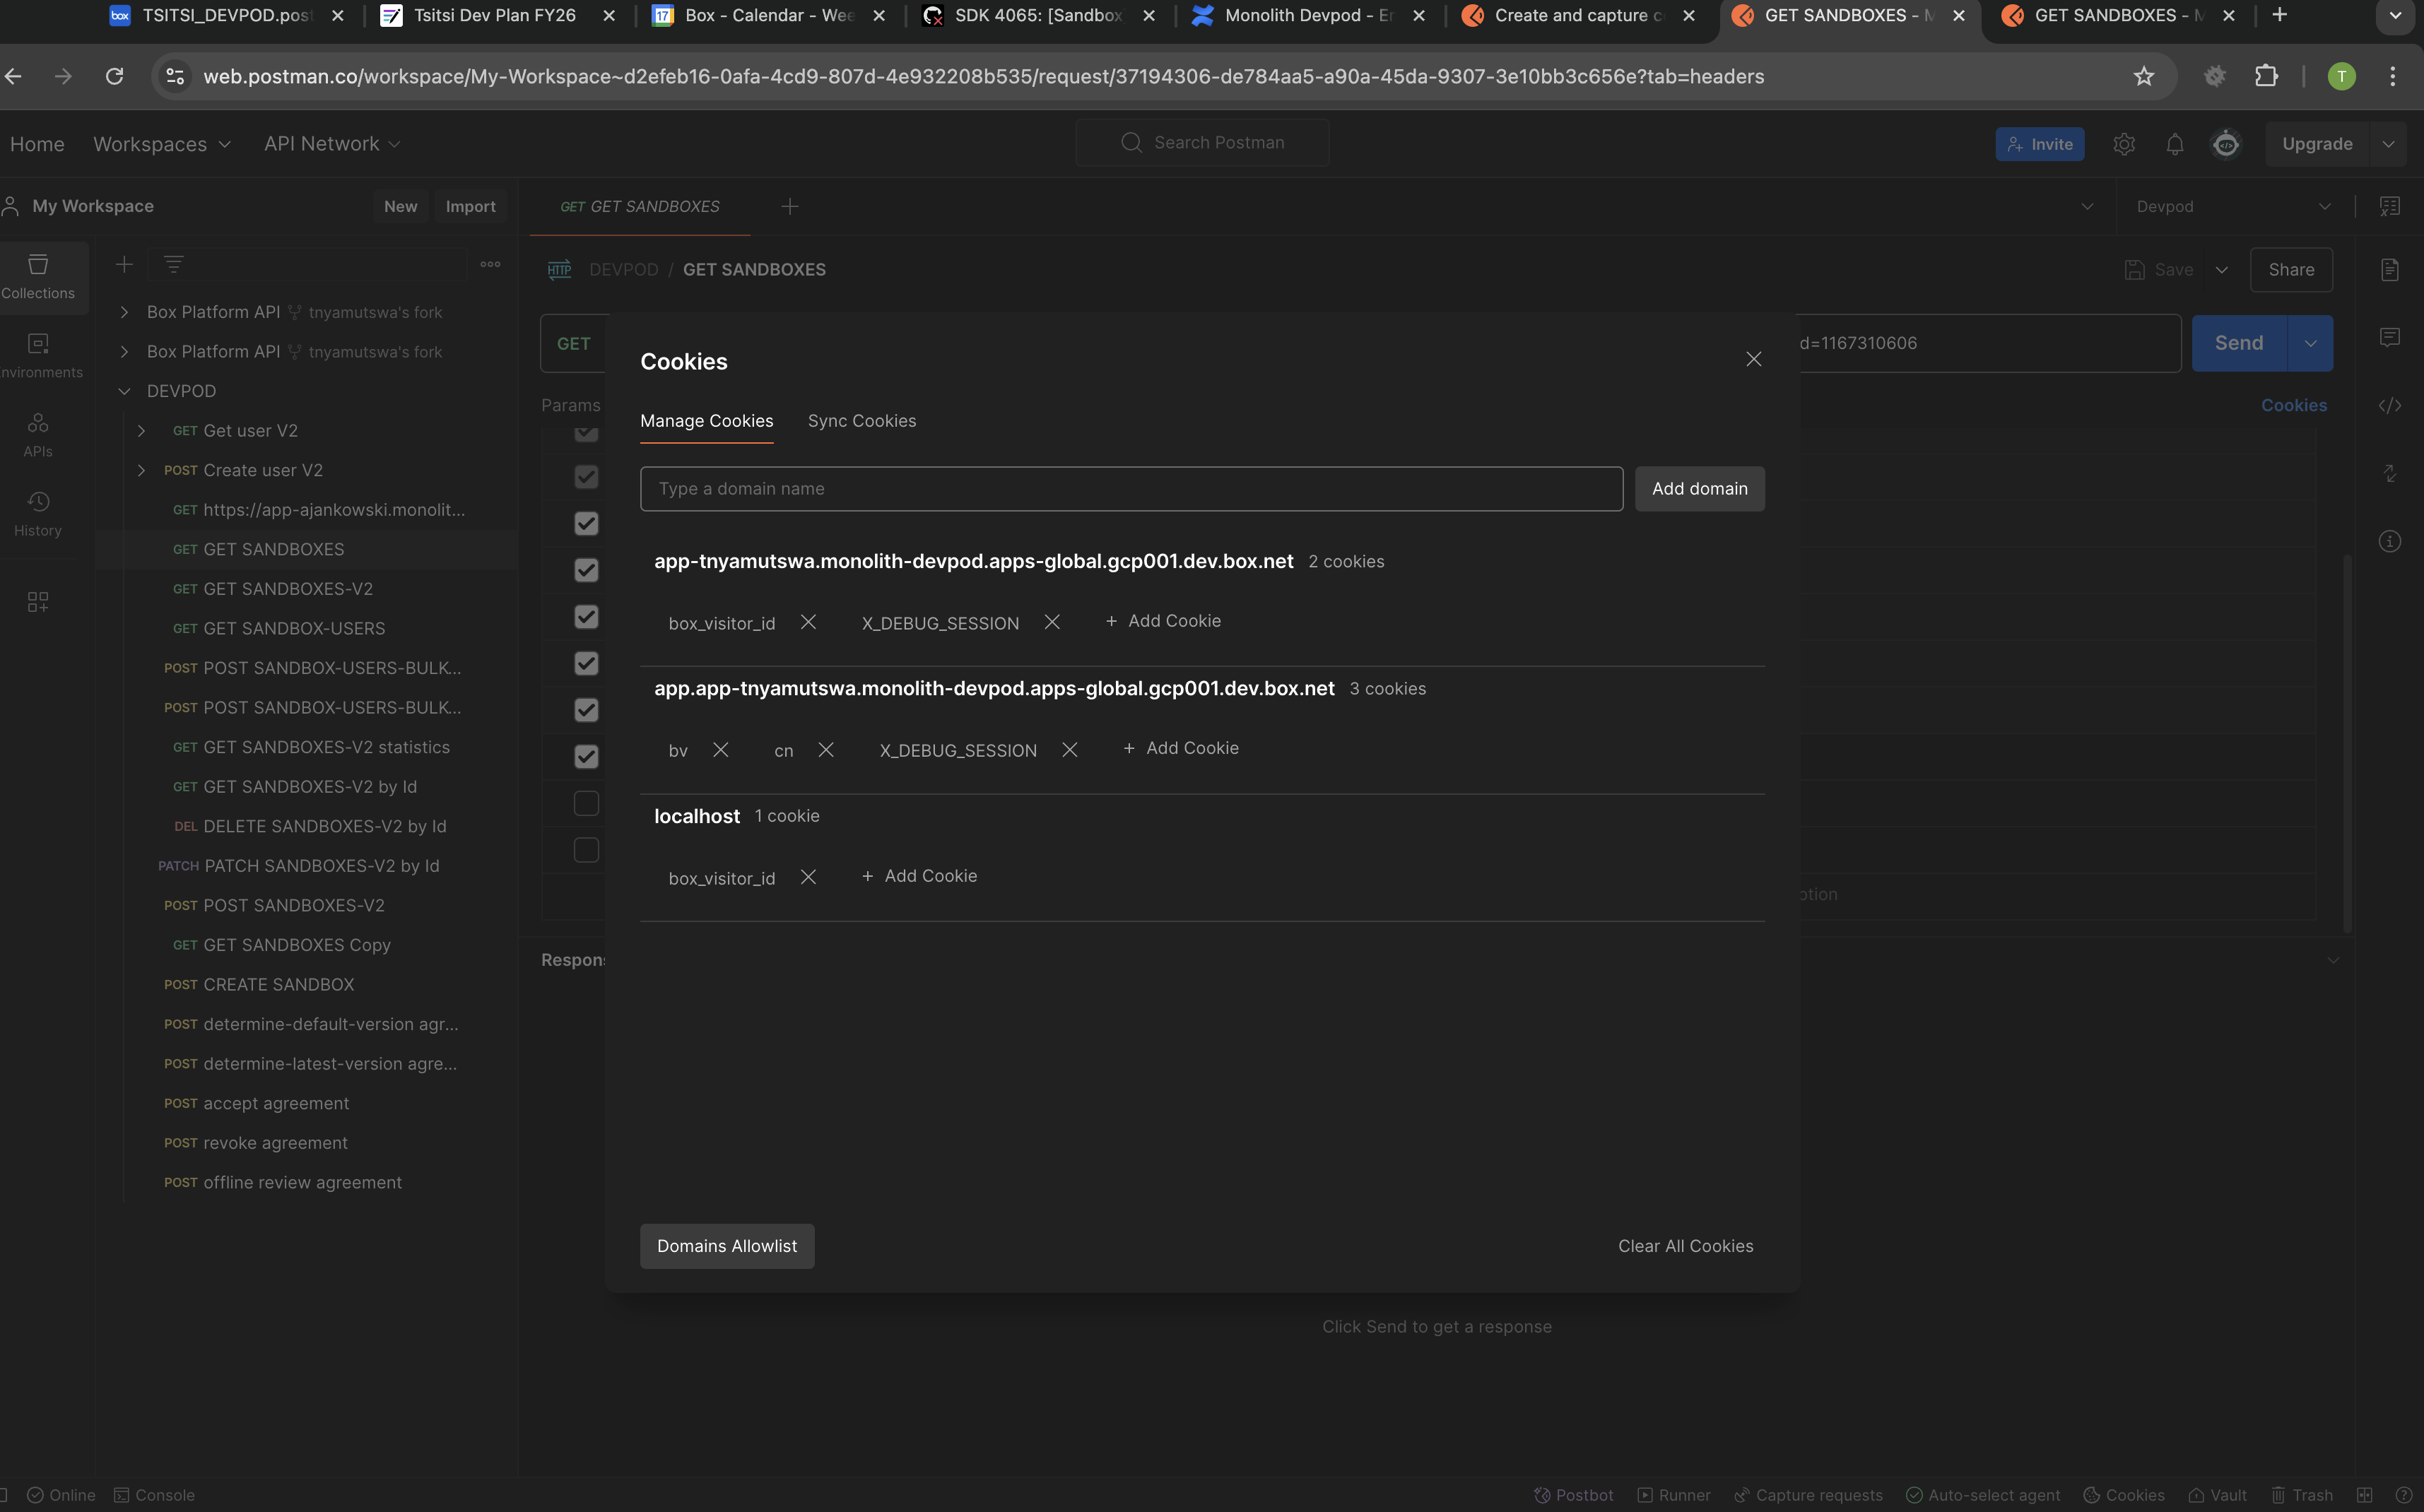 TSITSI_DEVPOD.post
Tsitsi Dev Plan FY26
Box - Calendar - Wee
SDK 4065: [Sandbox
Monolith Devpod - Er
Create and capture c
GET SANDBOXES - M
GET SANDBOXES - M
web.postman.co/workspace/My-Workspace~d2efeb16-0afa-4cd9-807d-4e932208b535/request/37194306-de784aa5-a90a-45da-9307-3e10bb3c656e?tab=headers
T
Home
Workspaces
API Network
Search Postman
Invite
Upgrade
My Workspace
New
Import
GET GET SANDBOXES
Devpod
Collections
HTTP DEVPOD / GET SANDBOXES
Save
Share
Box Platform API tnyamutswa's fork
Box Platform API tnyamutswa's fork
nvironments
DEVPOD
GET Get user V2
POST Create user V2
APIs
GET https://app-ajankowski.monolit...
History
GET GET SANDBOXES
GET GET SANDBOXES-V2
GET GET SANDBOX-USERS
POST POST SANDBOX-USERS-BULK...
POST POST SANDBOX-USERS-BULK...
GET GET SANDBOXES-V2 statistics
GET GET SANDBOXES-V2 by Id
DEL DELETE SANDBOXES-V2 by Id
PATCH PATCH SANDBOXES-V2 by Id
POST POST SANDBOXES-V2
GET GET SANDBOXES Copy
POST CREATE SANDBOX
POST determine-default-version agr...
POST determine-latest-version agre...
POST accept agreement
POST revoke agreement
POST offline review agreement
GET
d=1167310606
Send
Params
Cookies
Cookies
Manage Cookies
Sync Cookies
Type a domain name
Add domain
app-tnyamutswa.monolith-devpod.apps-global.gcp001.dev.box.net 2 cookies
box_visitor_id
X_DEBUG_SESSION
+ Add Cookie
app.app-tnyamutswa.monolith-devpod.apps-global.gcp001.dev.box.net 3 cookies
bv
cn
X_DEBUG_SESSION
+ Add Cookie
localhost 1 cookie
box_visitor_id
+ Add Cookie
ption
Respons
Domains Allowlist
Clear All Cookies
Click Send to get a response
Online
Console
Postbot
Runner
Capture requests
Auto-select agent
Cookies
Vault
Trash